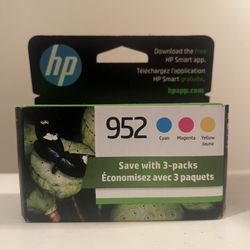 Download the free
HP Smart app.
Téléchargez l'application
HP Smart gratuite.
hpapp.com
hp
952
Cyan
Magenta
Yellow
Jaune
Save with 3-packs
Économisez avec 3 paquets